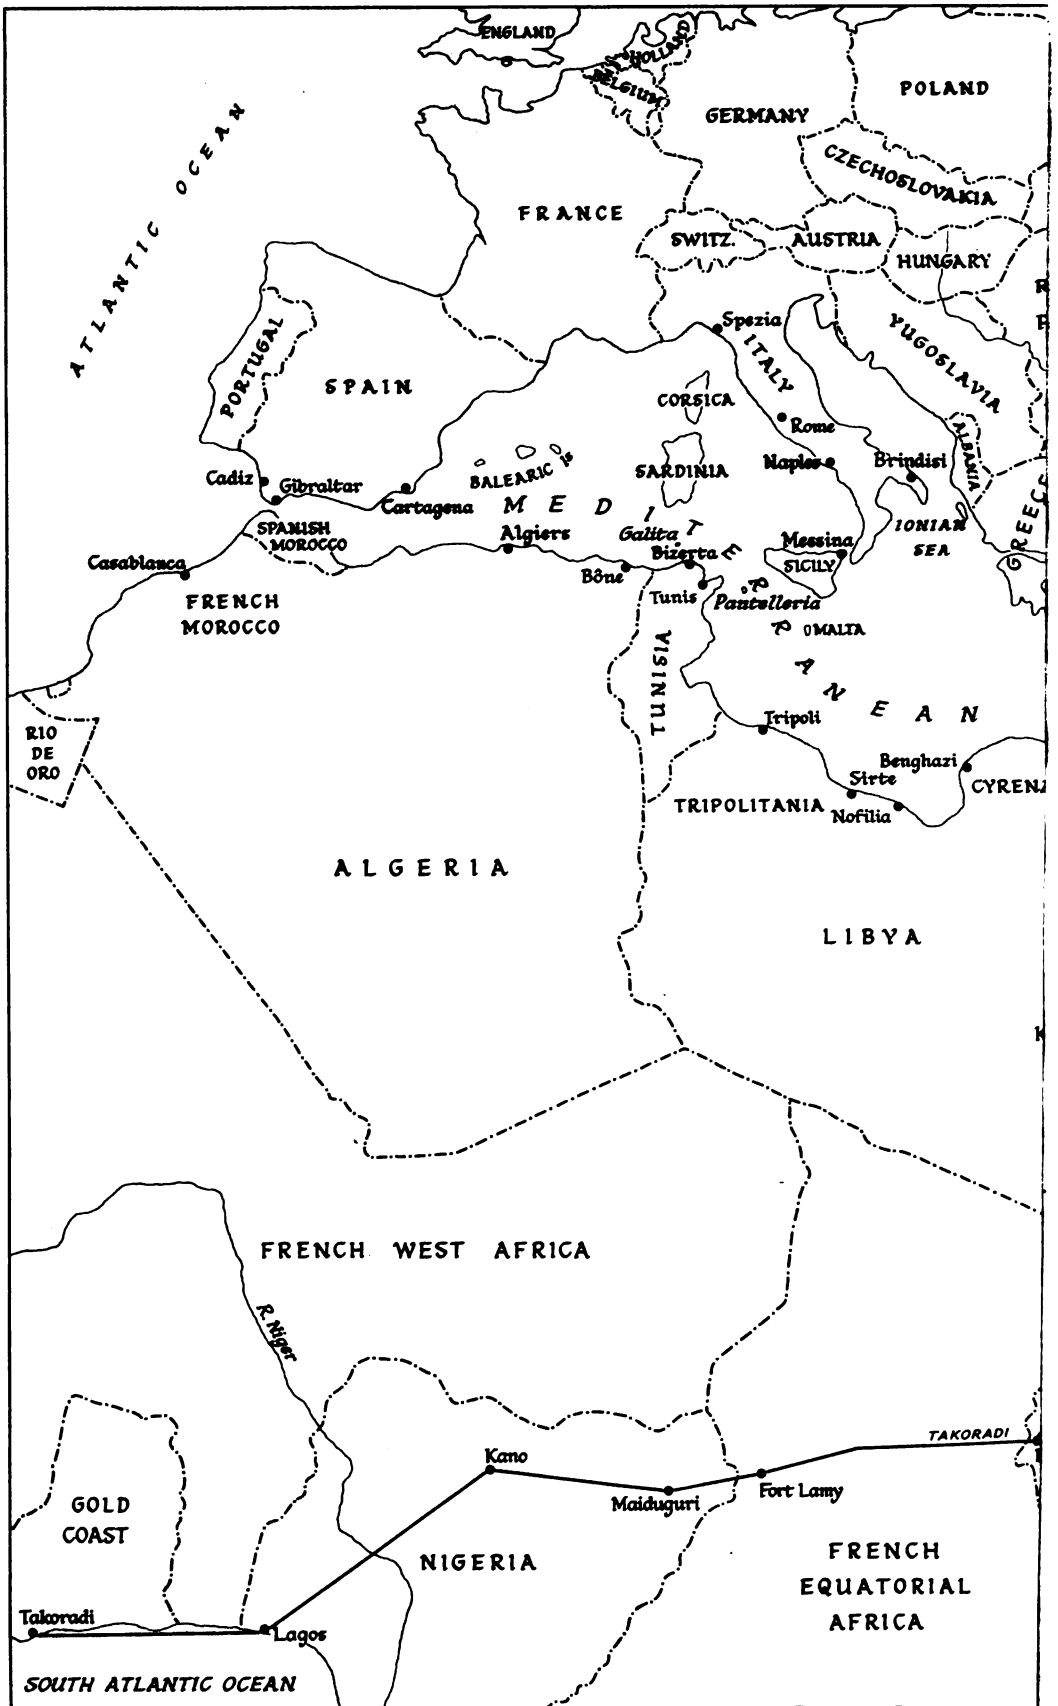 ENGLAND
HOLLAND
BELGIUM
POLAND
GERMANY
CZECHOSLOVAKIA
ATLANTIC OCEAN
FRANCE
SWITZ.
AUSTRIA
HUNGARY
YUGOSLAVIA
Spezia
ITALY
PORTUGAL
SPAIN
CORSICA
Rome
ALBANIA
Naples
Brindisi
BALEARIC Is
SARDINIA
Cadiz
Gibraltar
Cartagena
MEDITERRANEAN
GREECE
IONIAN
SEA
SPANISH
MOROCCO
Algiers
Galita
Bizerta
Messina
SICILY
Casablanca
Bône
Tunis
Pantelleria
FRENCH
MOROCCO
MALTA
TUNISIA
RIO
DE
ORO
Tripoli
Benghazi
Sirte
CYREN
TRIPOLITANIA
Nofilia
ALGERIA
LIBYA
K
FRENCH WEST AFRICA
R. Niger
TAKORADI
Kano
Maiduguri
Fort Lamy
GOLD
COAST
NIGERIA
FRENCH
EQUATORIAL
AFRICA
Takoradi
Lagos
SOUTH ATLANTIC OCEAN